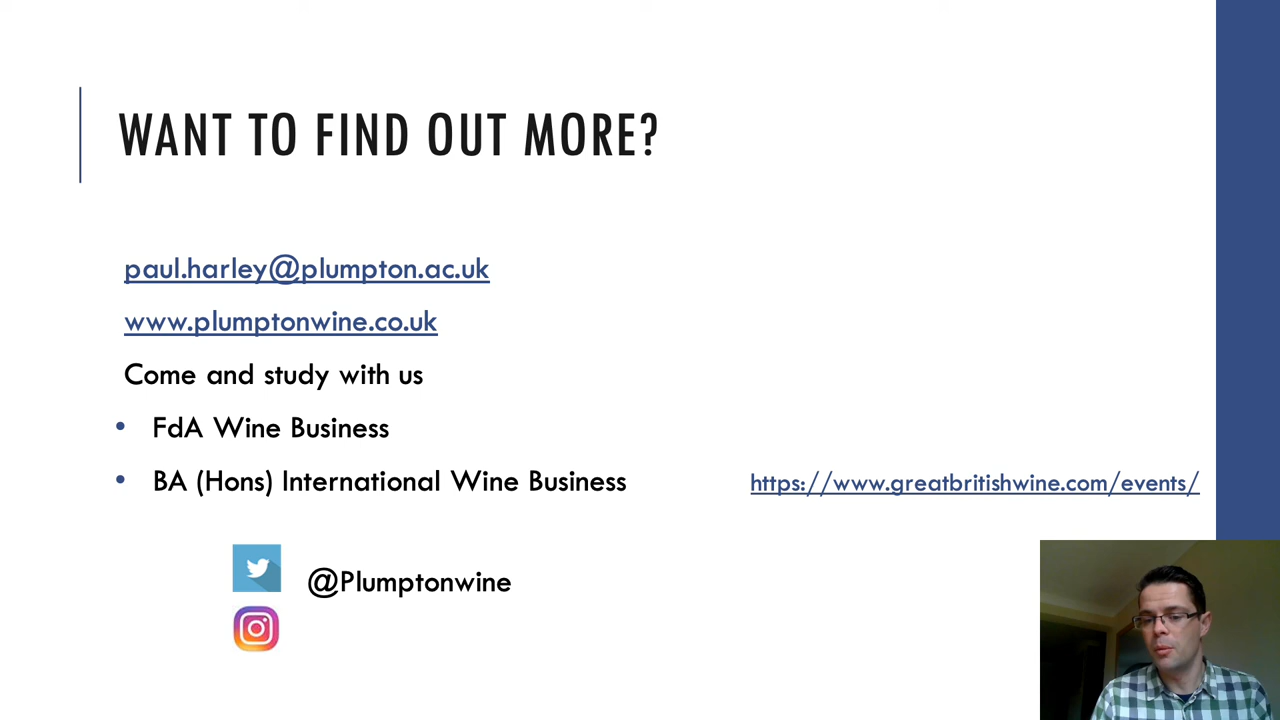 WANT TO FIND OUT MORE?
paul.harley@plumpton.ac.uk
www.plumptonwine.co.uk
Come and study with us
• FdA Wine Business
• BA (Hons) International Wine Business
https://www.greatbritishwine.com/events/
@Plumptonwine